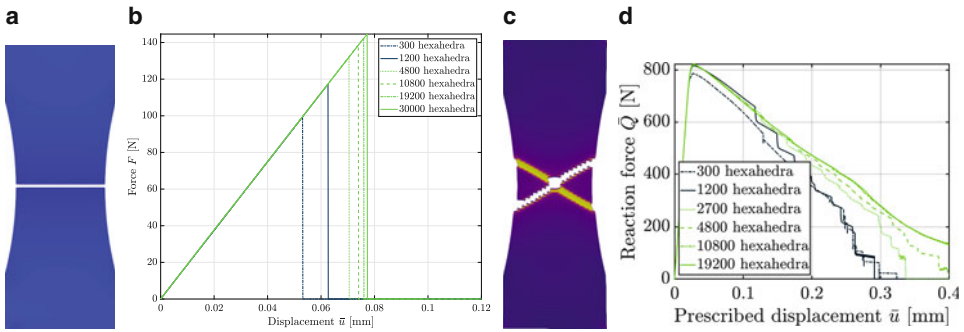 a
b
140
120
100
80
60
40
20
0
Force F [N]
0
0.02
0.04
0.06
0.08
0.1
0.12
Displacement ū [mm]
300 hexahedra
1200 hexahedra
4800 hexahedra
10800 hexahedra
19200 hexahedra
30000 hexahedra
c
d
800
600
400
200
0
Reaction force Q̄ [N]
0
0.1
0.2
0.3
0.4
Prescribed displacement ū [mm]
300 hexahedra
1200 hexahedra
2700 hexahedra
4800 hexahedra
10800 hexahedra
19200 hexahedra